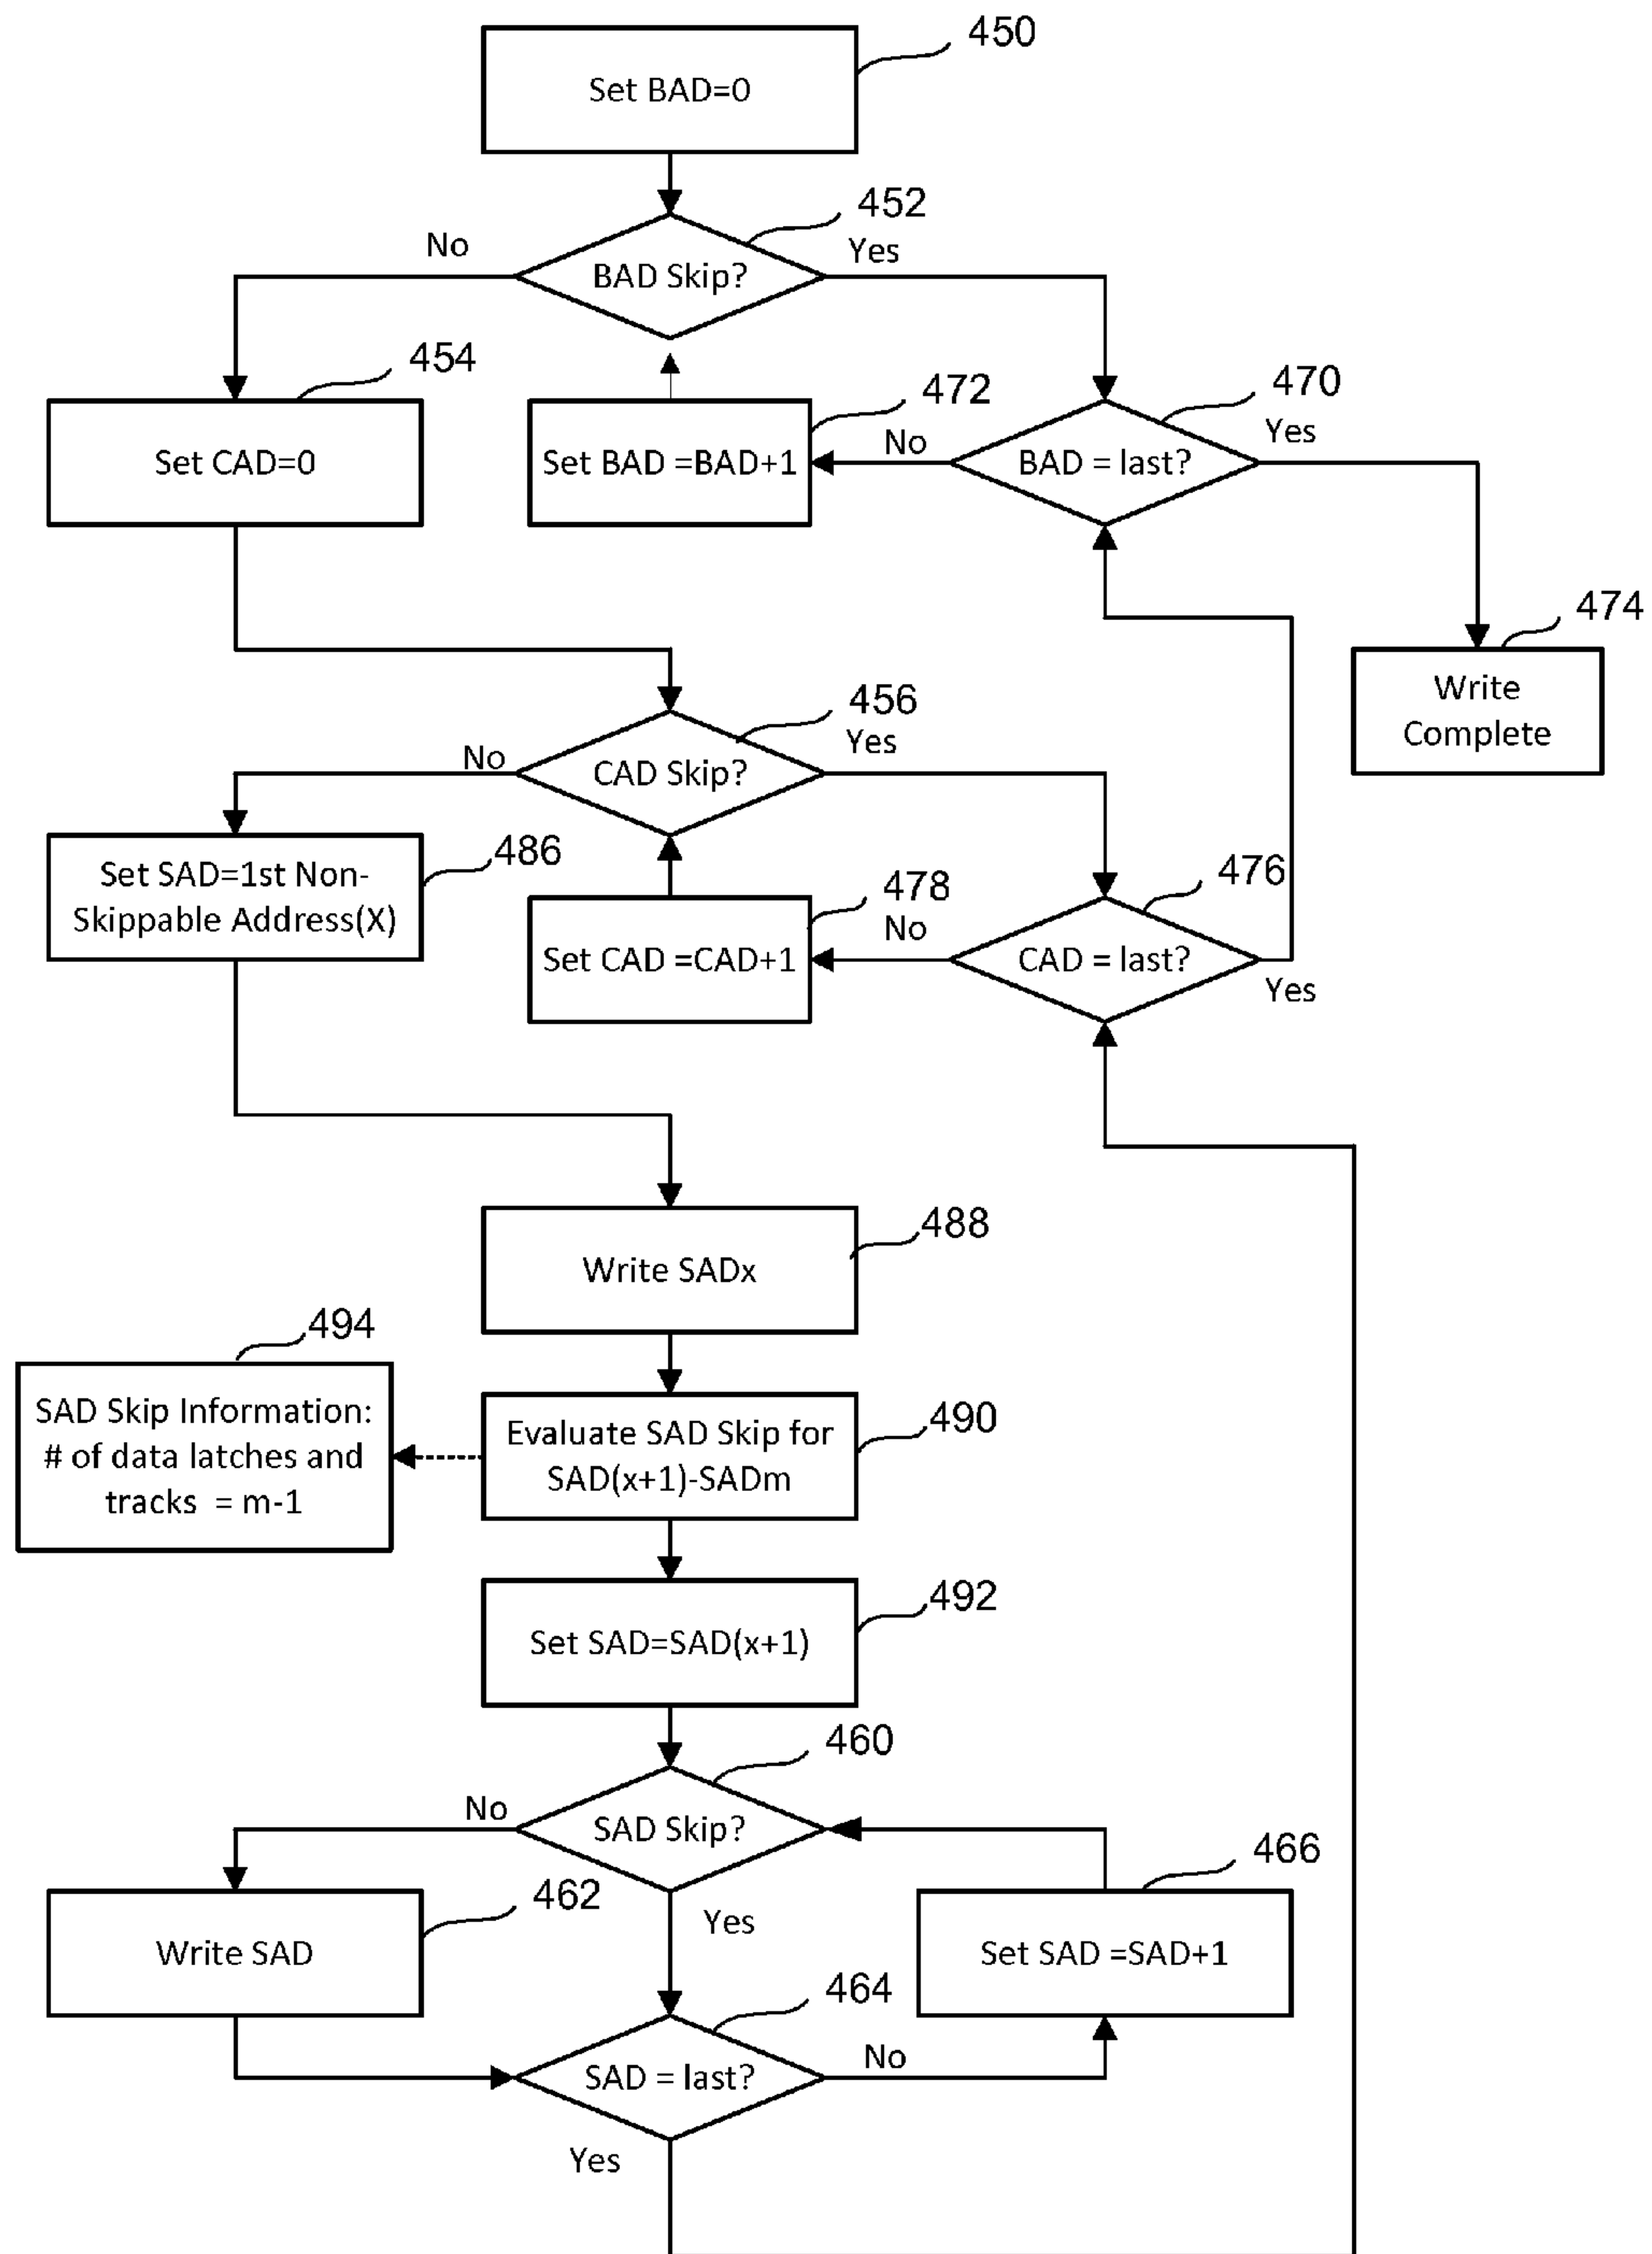 450
Set BAD=0
452
No
Yes
BAD Skip?
454
472
470
Set CAD=0
Set BAD =BAD+1
No
BAD = last?
Yes
474
Write
Complete
456
No
Yes
CAD Skip?
486
Set SAD=1st Non-
Skippable Address(X)
478
476
Set CAD =CAD+1
No
CAD = last?
Yes
488
Write SADx
494
SAD Skip Information:
# of data latches and
tracks = m-1
490
Evaluate SAD Skip for
SAD(x+1)-SADm
492
Set SAD=SAD(x+1)
460
No
SAD Skip?
466
462
Yes
Write SAD
Set SAD =SAD+1
464
No
SAD = last?
Yes